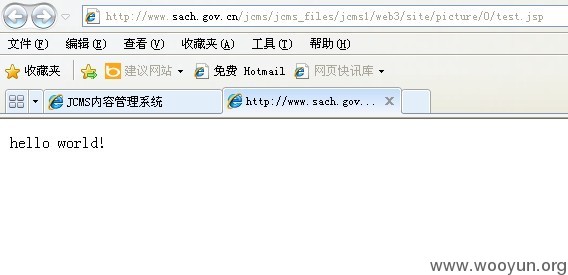 http://www.sach.gov.cn/jcms/jcms_files/jcms1/web3/site/picture/0/test.jsp
文件(F) 编辑(E) 查看(V) 收藏夹(A) 工具(T) 帮助(H)
收藏夹 建议网站 免费 Hotmail 网页快讯库
JCMS内容管理系统 http://www.sach.gov...
hello world!
www.wooyun.org